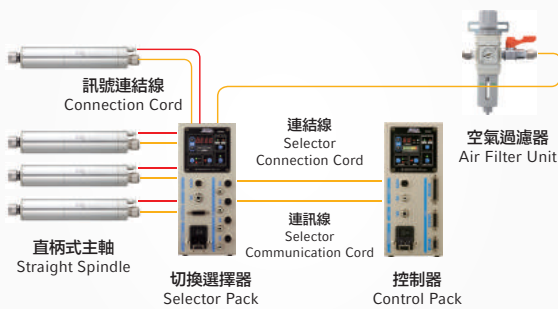 訊號連結線
Connection Cord
連結線
Selector
Connection Cord
空氣過濾器
Air Filter Unit
連訊線
Selector
Communication Cord
直柄式主軸
Straight Spindle
切換選擇器
Selector Pack
控制器
Control Pack